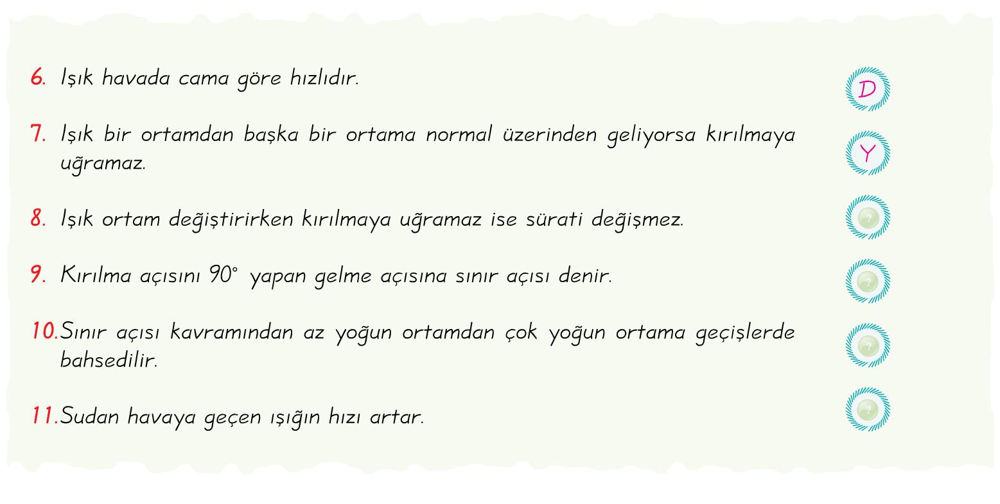 6. Işık havada cama göre hızlıdır.
D
7. Işık bir ortamdan başka bir ortama normal üzerinden geliyorsa kırılmaya
uğramaz.
Y
8. Işık ortam değiştirirken kırılmaya uğramaz ise sürati değişmez.
?
9. Kırılma açısını 90° yapan gelme açısına sınır açısı denir.
?
10. Sınır açısı kavramından az yoğun ortamdan çok yoğun ortama geçişlerde
bahsedilir.
?
11. Sudan havaya geçen ışığın hızı artar.
?